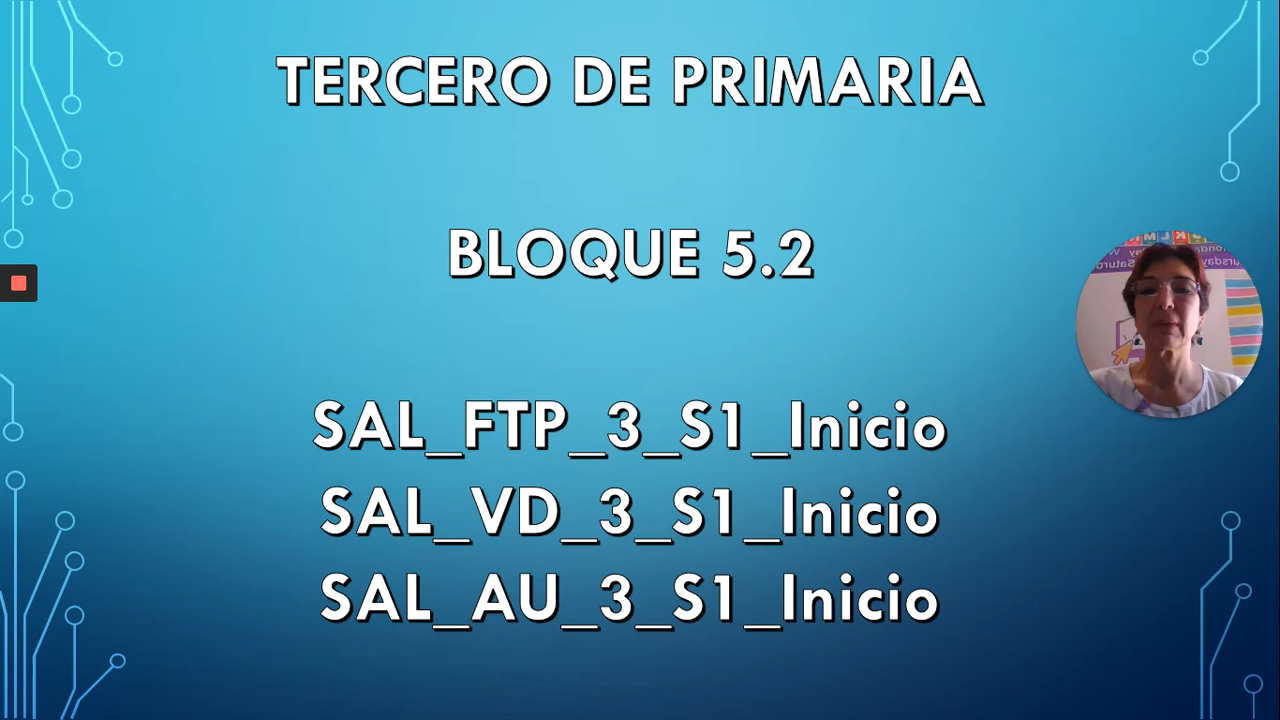 TERCERO DE PRIMARIA
BLOQUE 5.2
SAL_FTP_3_S1_Inicio
SAL_VD_3_S1_Inicio
SAL_AU_3_S1_Inicio